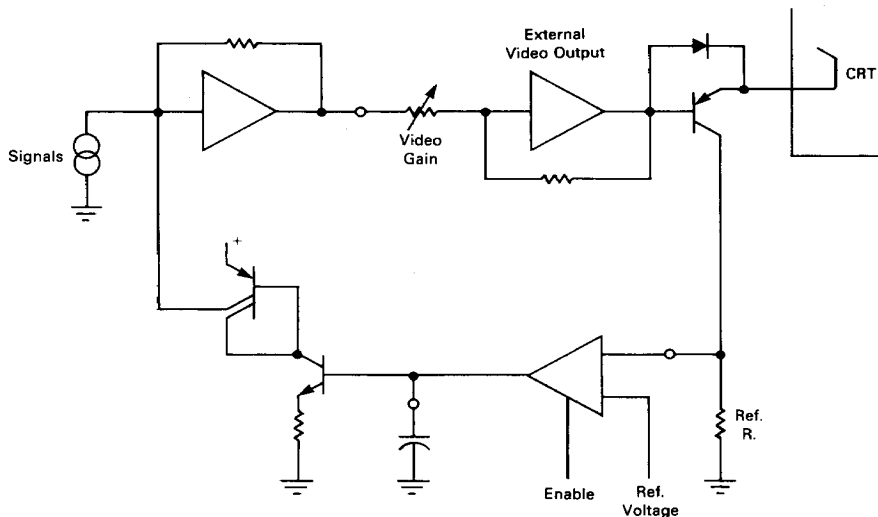 External
Video Output
CRT
Video
Gain
Signals
+
Ref.
R.
Enable
Ref.
Voltage